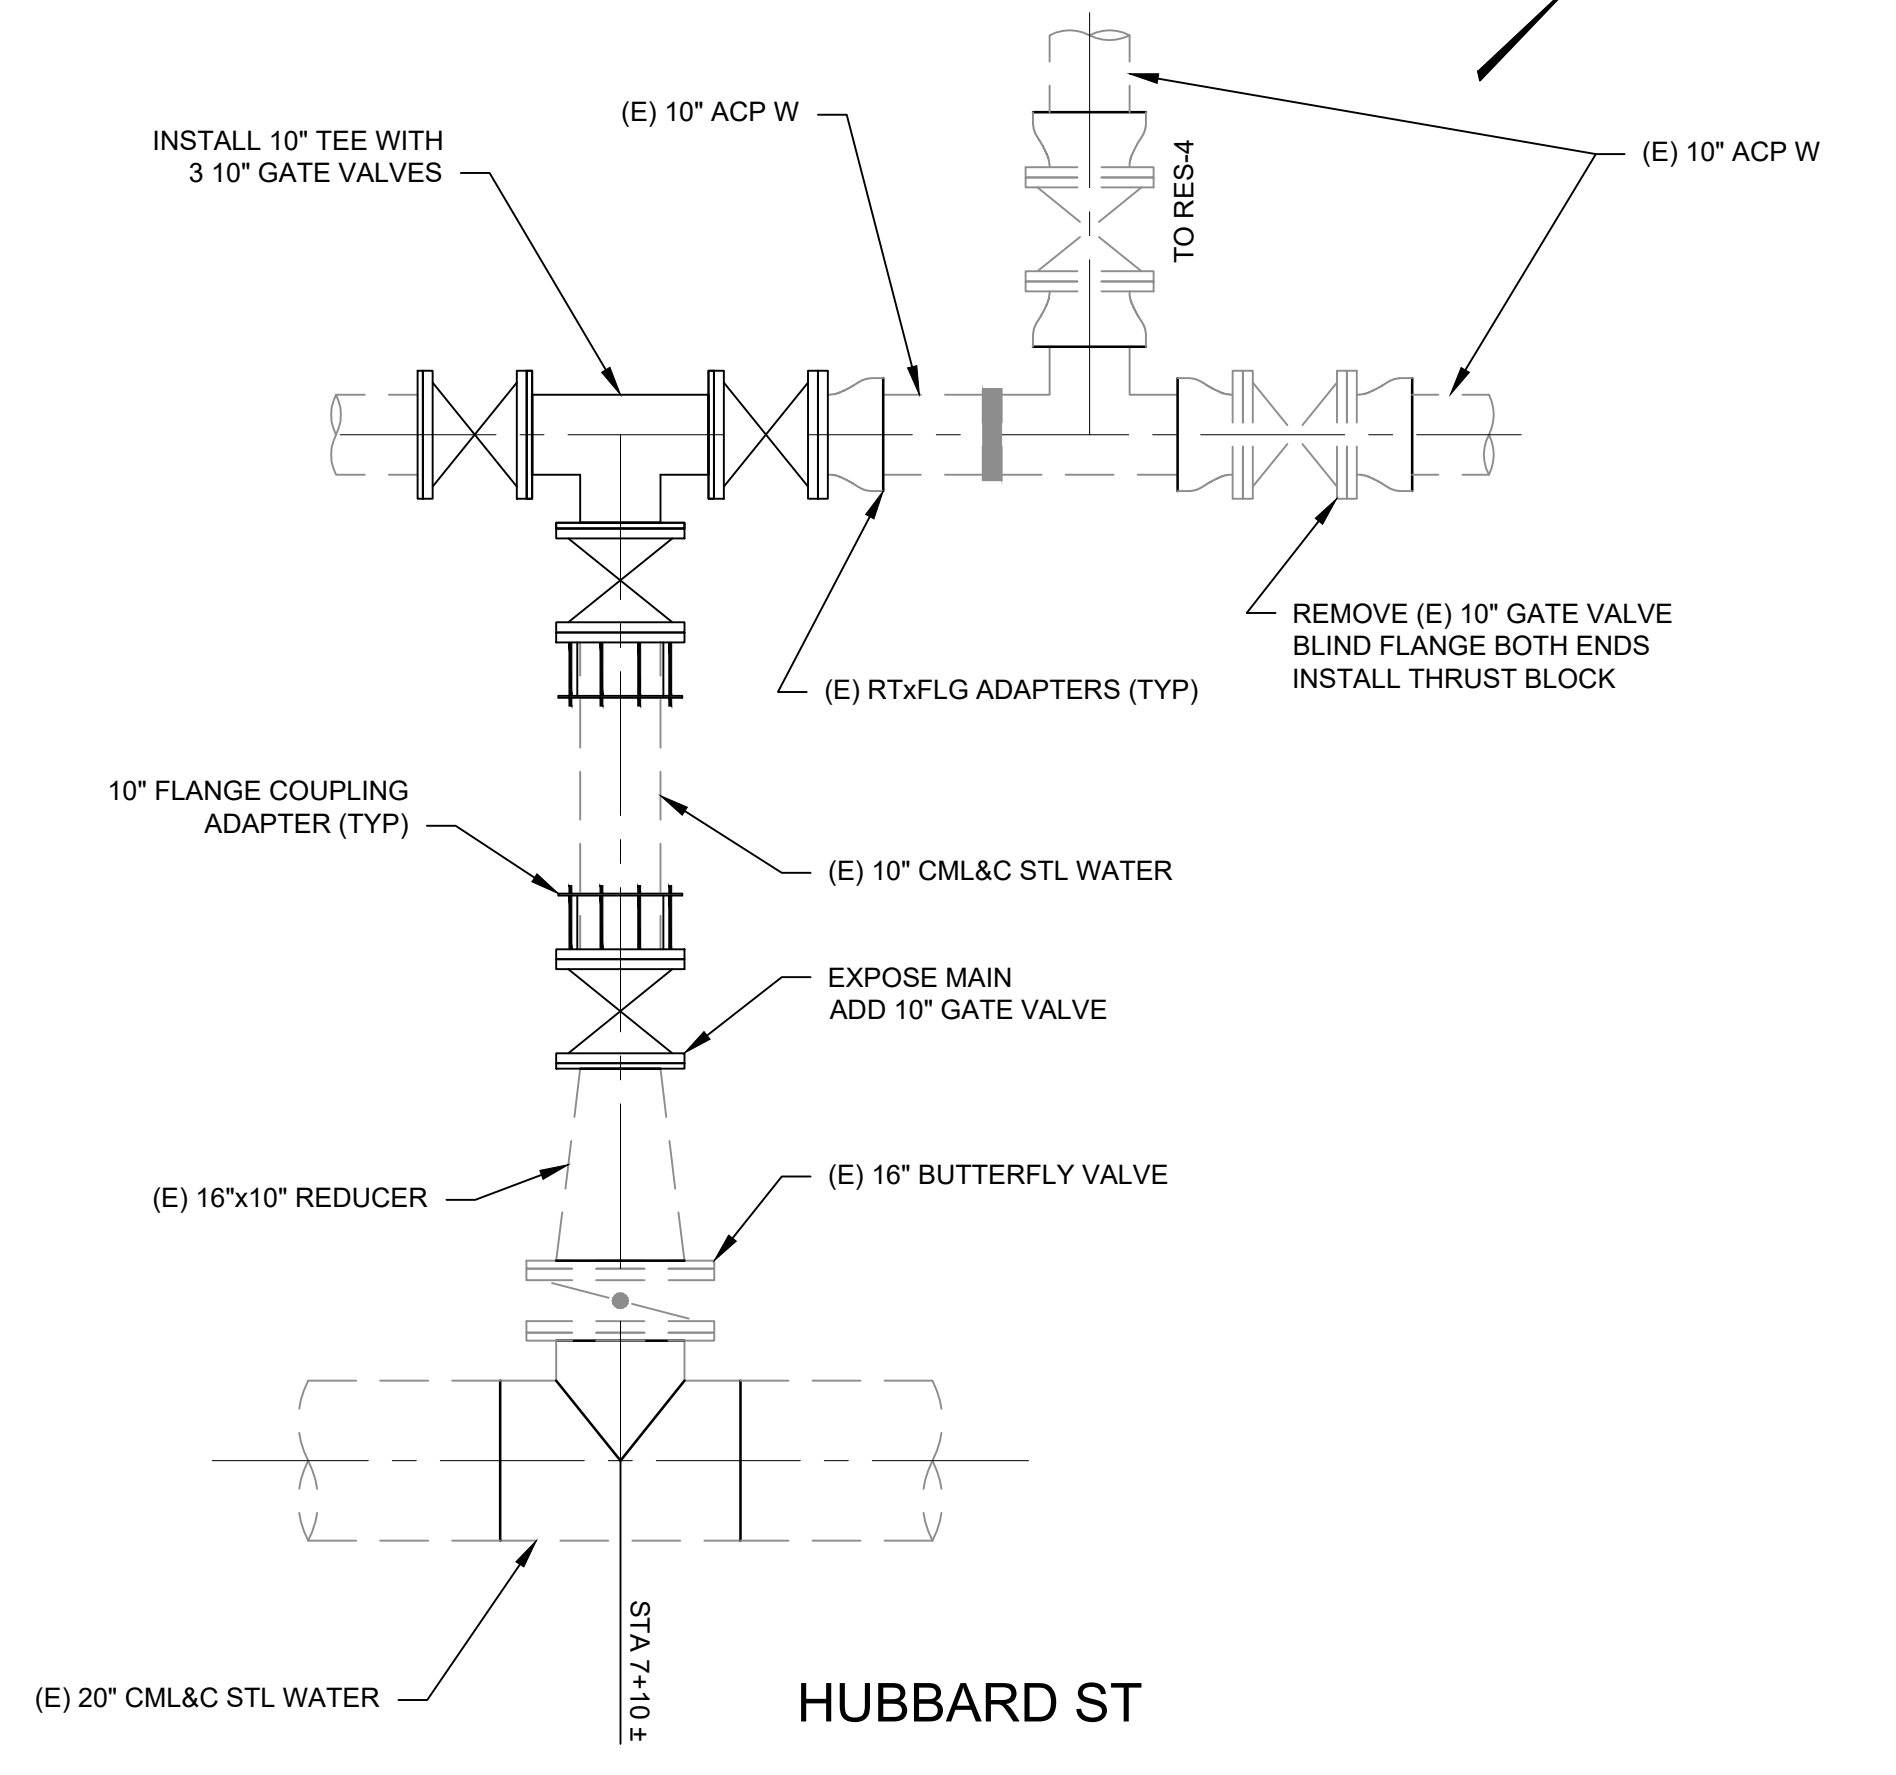 (E) 10" ACP W
INSTALL 10" TEE WITH
3 10" GATE VALVES
(E) 10" ACP W
TO RES-4
REMOVE (E) 10" GATE VALVE
BLIND FLANGE BOTH ENDS
INSTALL THRUST BLOCK
(E) RTxFLG ADAPTERS (TYP)
10" FLANGE COUPLING
ADAPTER (TYP)
(E) 10" CML&C STL WATER
EXPOSE MAIN
ADD 10" GATE VALVE
(E) 16" BUTTERFLY VALVE
(E) 16"x10" REDUCER
STA 7+10 ±
(E) 20" CML&C STL WATER
HUBBARD ST